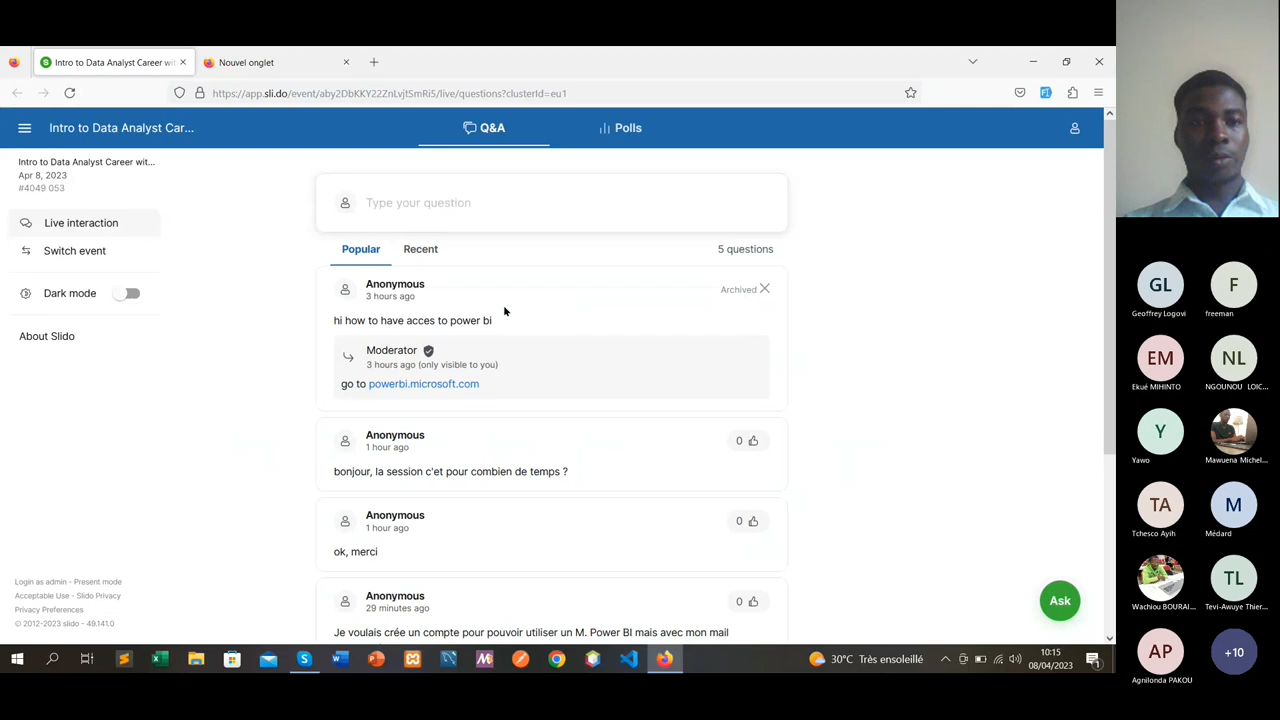 Intro to Data Analyst Career wit
Nouvel onglet
https://app.sli.do/event/aby2DbKKY22ZnLvjtSmRi5/live/questions?clusterId=eu1
Intro to Data Analyst Car...
Q&A
Polls
Intro to Data Analyst Career wit...
Apr 8, 2023
#4049 053
Live interaction
Switch event
Dark mode
About Slido
Type your question
Popular
Recent
5 questions
Anonymous
3 hours ago
Archived
hi how to have acces to power bi
Moderator
3 hours ago (only visible to you)
go to powerbi.microsoft.com
Anonymous
1 hour ago
0
bonjour, la session c'et pour combien de temps ?
Anonymous
1 hour ago
0
ok, merci
Anonymous
29 minutes ago
0
Je voulais crée un compte pour pouvoir utiliser un M. Power BI mais avec mon mail
Login as admin - Present mode
Acceptable Use - Slido Privacy
Privacy Preferences
© 2012-2023 slido - 49.141.0
Ask
30°C Très ensoleillé
10:15
08/04/2023
1
GL
Geoffrey Logovi
F
freeman
EM
Ekué MIHINTO
NL
NGOUNOU LOIC...
Y
Yawo
Mawuena Michel...
TA
Tchesco Ayih
M
Médard
Wachiou BOURAI...
TL
Tevi-Awuye Thier...
AP
Agnilonda PAKOU
+10